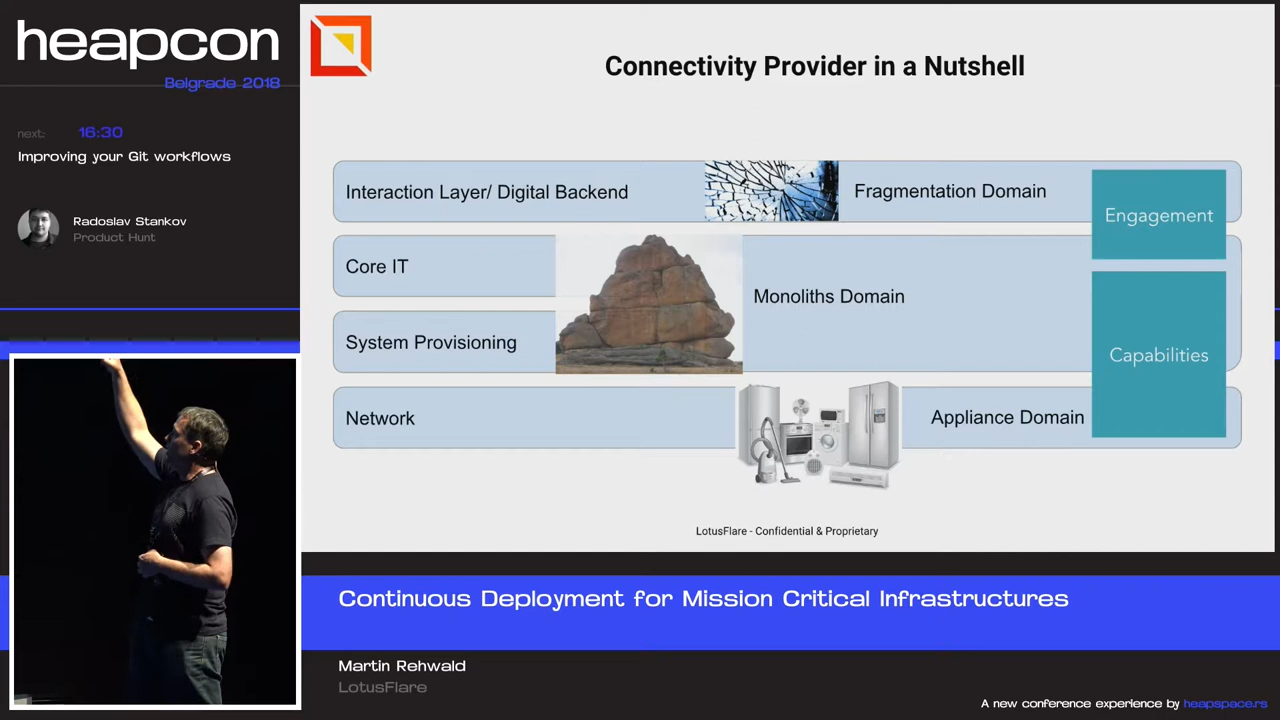 heapcon
Belgrade 2018
next: 16:30
Improving your Git workflows
Radoslav Stankov
Product Hunt
Connectivity Provider in a Nutshell
Interaction Layer/ Digital Backend
Fragmentation Domain
Engagement
Core IT
Monoliths Domain
System Provisioning
Capabilities
Network
Appliance Domain
LotusFlare - Confidential & Proprietary
Continuous Deployment for Mission Critical Infrastructures
Martin Rehwald
LotusFlare
A new conference experience by heapspace.rs